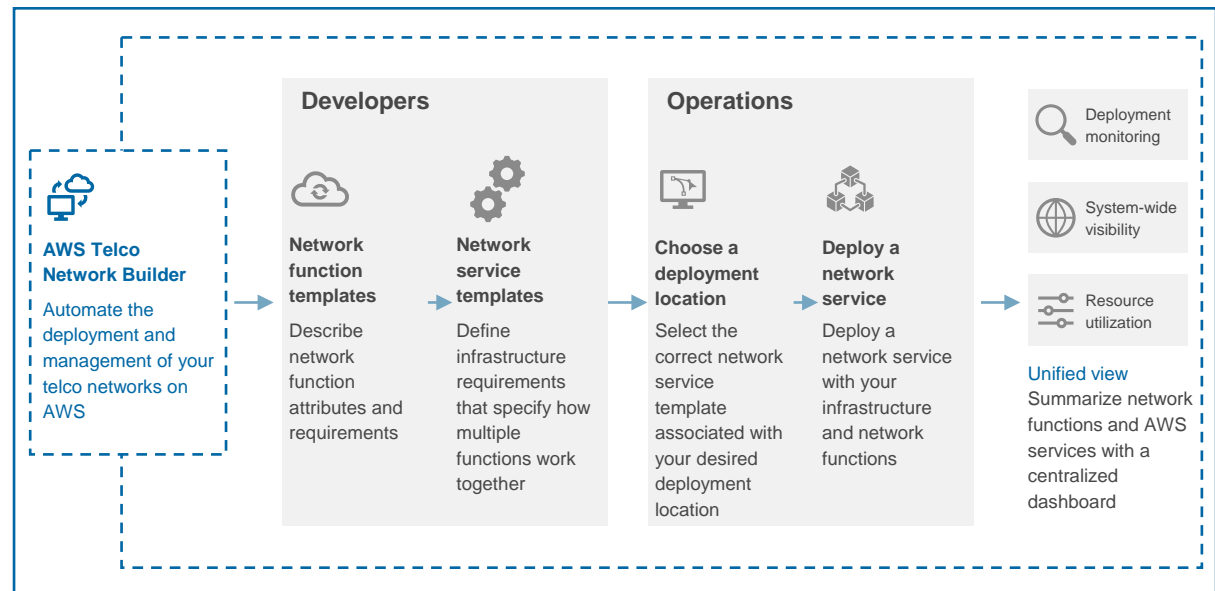 Developers
Operations
AWS Telco
Network Builder
Automate the
deployment and
management of your
telco networks on
AWS
Network
function
templates
Describe
network
function
attributes and
requirements
Network
service
templates
Define
infrastructure
requirements
that specify how
multiple
functions work
together
Choose a
deployment
location
Select the
correct network
service
template
associated with
your desired
deployment
location
Deploy a
network
service
Deploy a
network service
with your
infrastructure
and network
functions
Deployment
monitoring
System-wide
visibility
Resource
utilization
Unified view
Summarize network
functions and AWS
services with a
centralized
dashboard